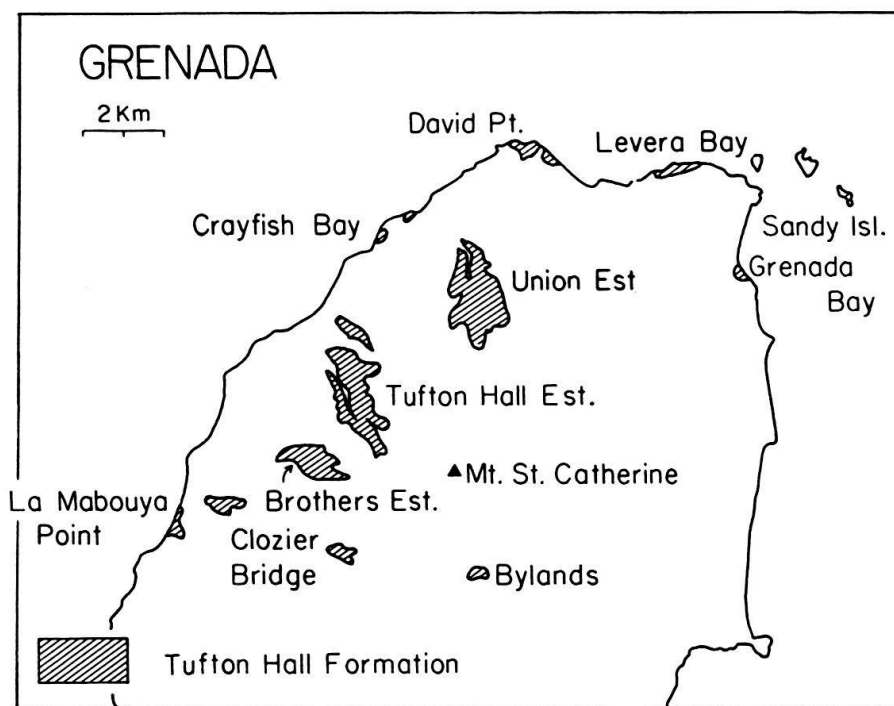 GRENADA
2 Km
David Pt.
Levera Bay
Crayfish Bay
Sandy Isl.
Grenada
Bay
Union Est
Tufton Hall Est.
Mt. St. Catherine
La Mabouya
Point
Brothers Est.
Clozier
Bridge
Bylands
Tufton Hall Formation